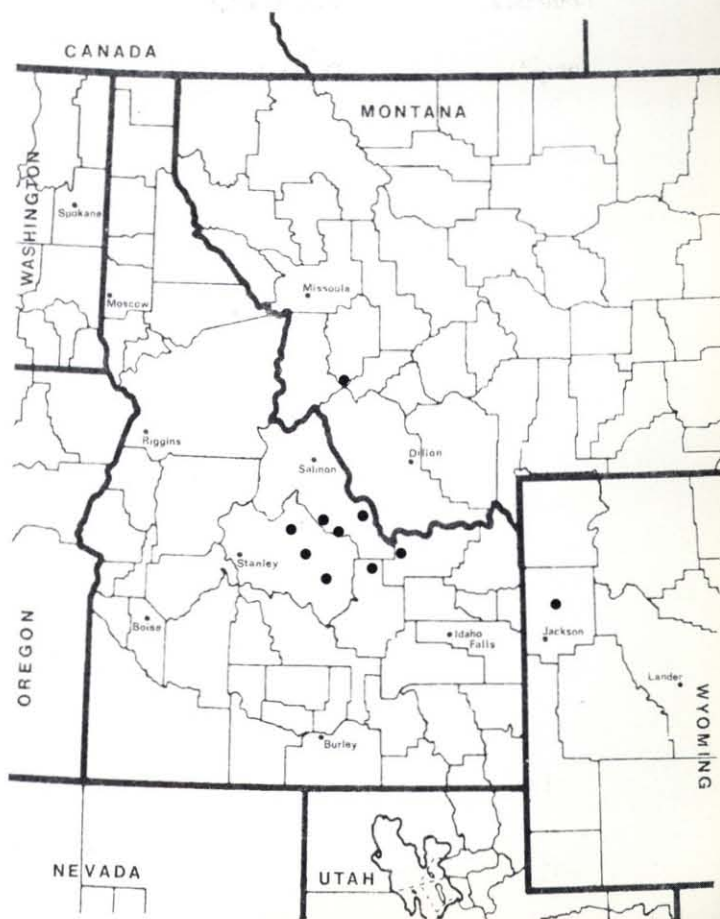 CANADA
MONTANA
WASHINGTON
Spokane
Missoula
Moscow
Riggins
Salmon
Dillon
Stanley
OREGON
Boise
Idaho
Falls
Jackson
Lander
WYOMING
Burley
NEVADA
UTAH